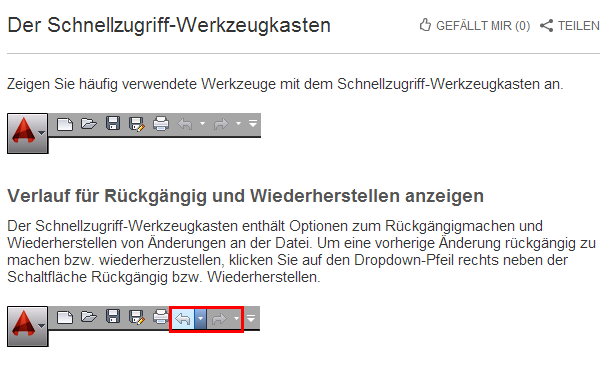 Der Schnellzugriff-Werkzeugkasten
GEFÄLLT MIR (0) TEILEN
Zeigen Sie häufig verwendete Werkzeuge mit dem Schnellzugriff-Werkzeugkasten an.
Verlauf für Rückgängig und Wiederherstellen anzeigen
Der Schnellzugriff-Werkzeugkasten enthält Optionen zum Rückgängigmachen und
Wiederherstellen von Änderungen an der Datei. Um eine vorherige Änderung rückgängig zu
machen bzw. wiederherzustellen, klicken Sie auf den Dropdown-Pfeil rechts neben der
Schaltfläche Rückgängig bzw. Wiederherstellen.